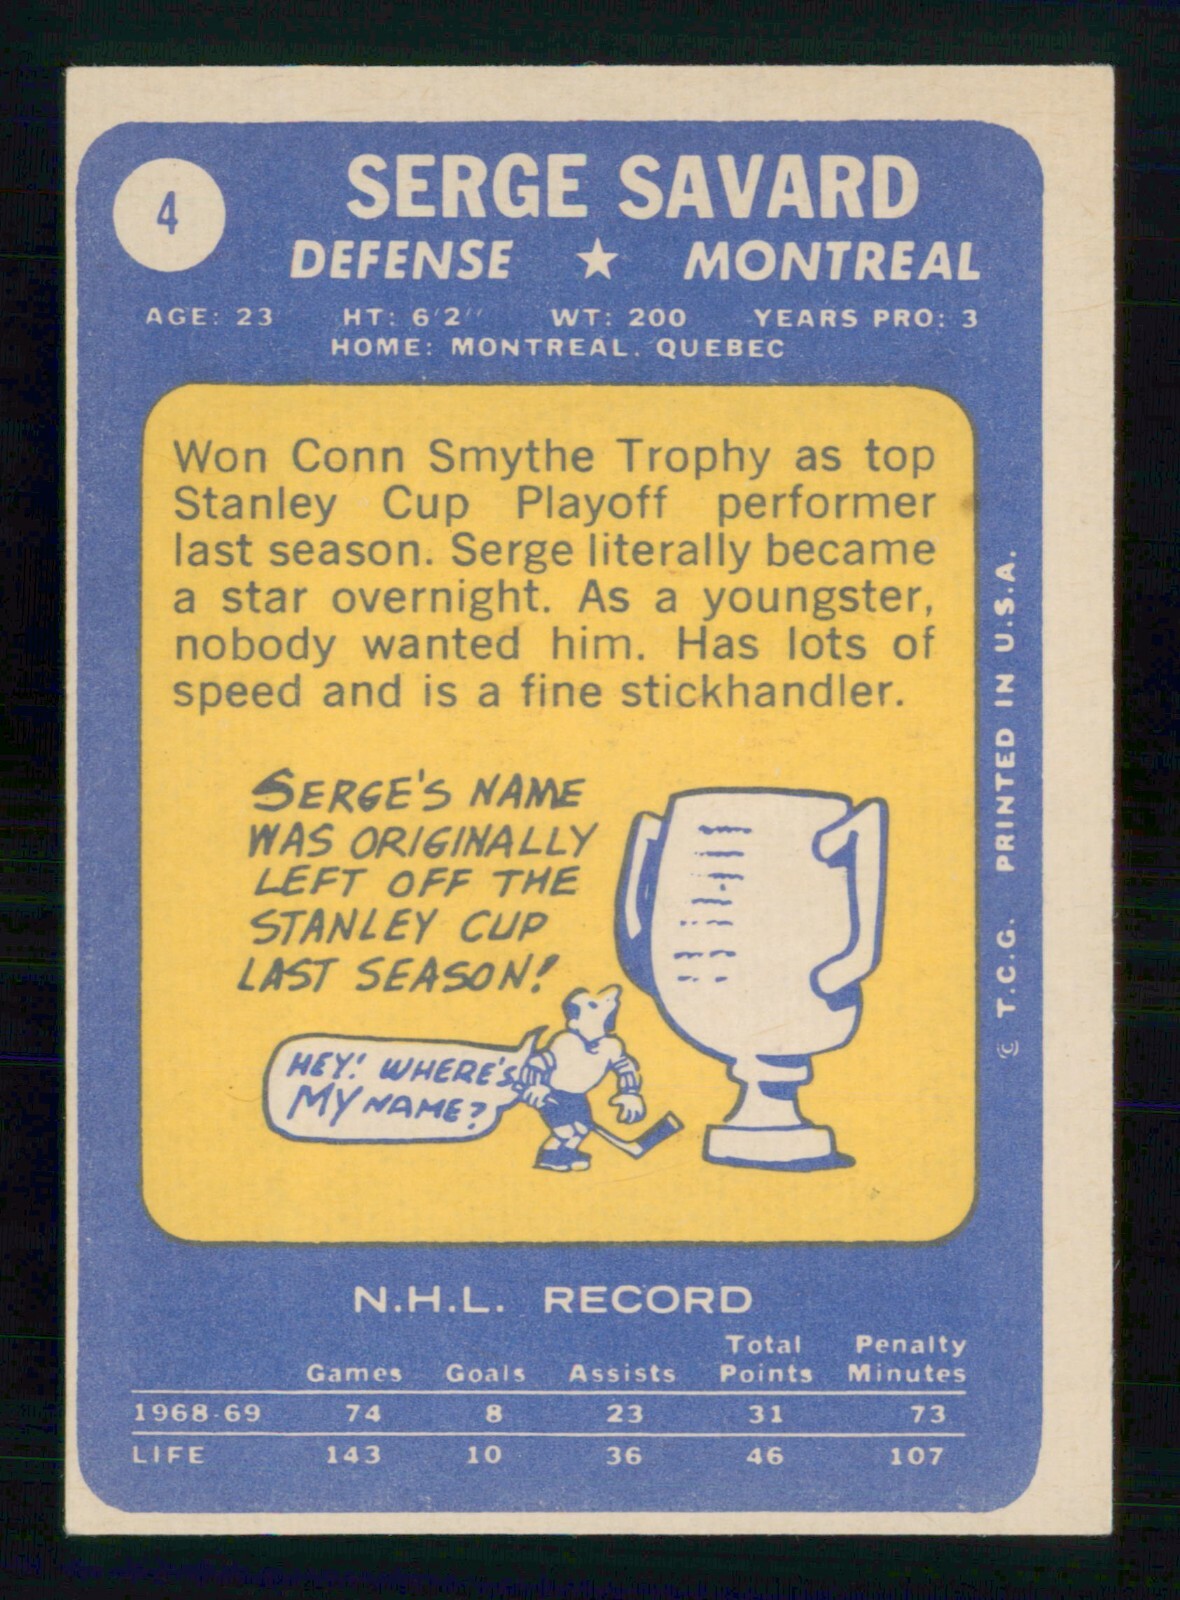 4
SERGE SAVARD
DEFENSE ★ MONTREAL
AGE: 23 HT: 6'2" WT: 200 YEARS PRO: 3
HOME: MONTREAL, QUEBEC
Won Conn Smythe Trophy as top
Stanley Cup Playoff performer
last season. Serge literally became
a star overnight. As a youngster,
nobody wanted him. Has lots of
speed and is a fine stickhandler.
SERGE'S NAME
WAS ORIGINALLY
LEFT OFF THE
STANLEY CUP
LAST SEASON!
HEY! WHERE'S
MY NAME?
© T.C.G. PRINTED IN U.S.A.
N.H.L. RECORD
Games Goals Assists Total Points Penalty Minutes
1968-69 74 8 23 31 73
LIFE 143 10 36 46 107